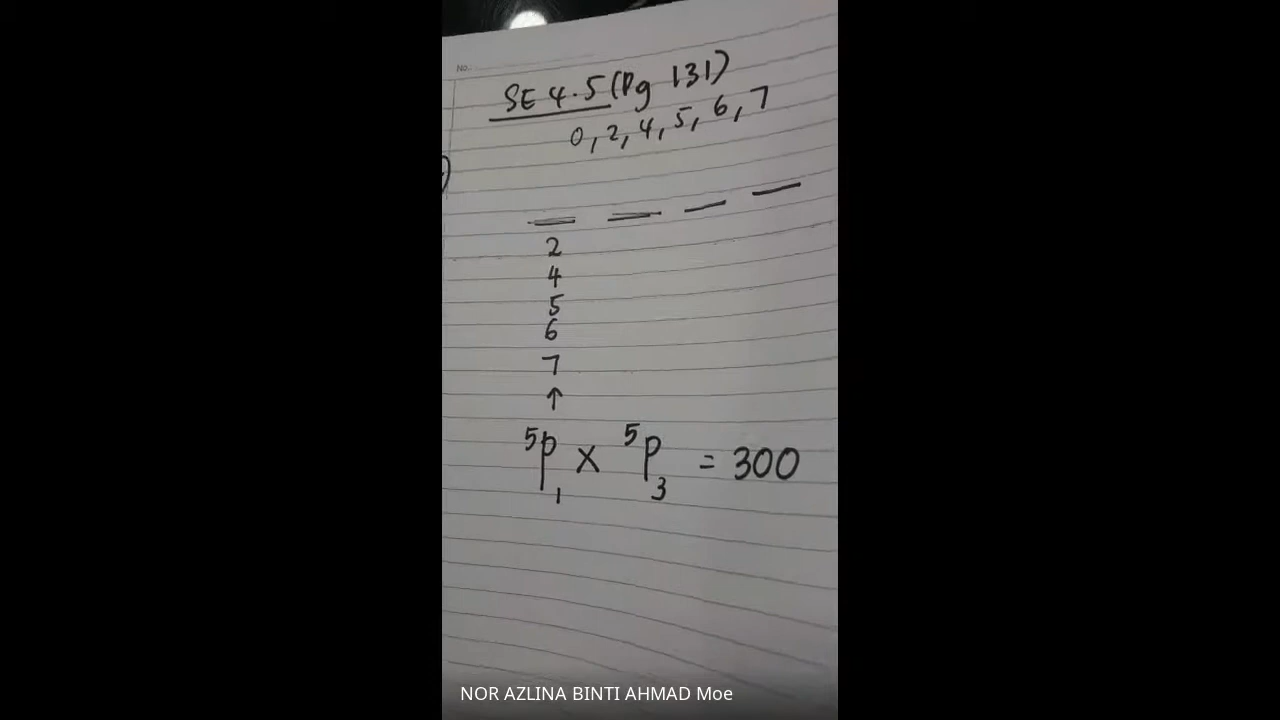 No.
SE 4.5 (Pg 131)
0, 2, 4, 5, 6, 7
2
4
5
6
7
↑
⁵P₁ × ⁵P₃ = 300
NOR AZLINA BINTI AHMAD Moe